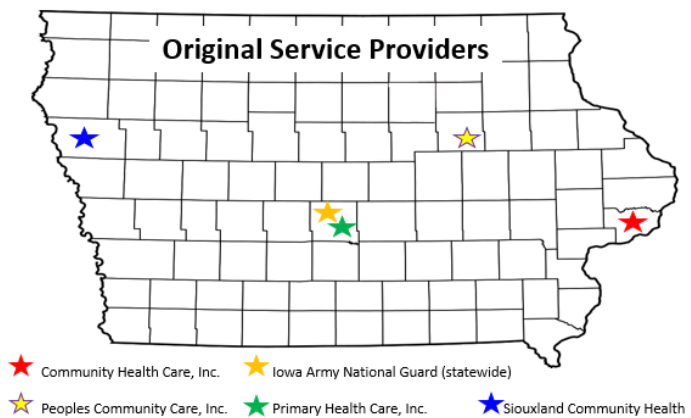 Original Service Providers
Community Health Care, Inc.
Iowa Army National Guard (statewide)
Peoples Community Care, Inc.
Primary Health Care, Inc.
Siouxland Community Health